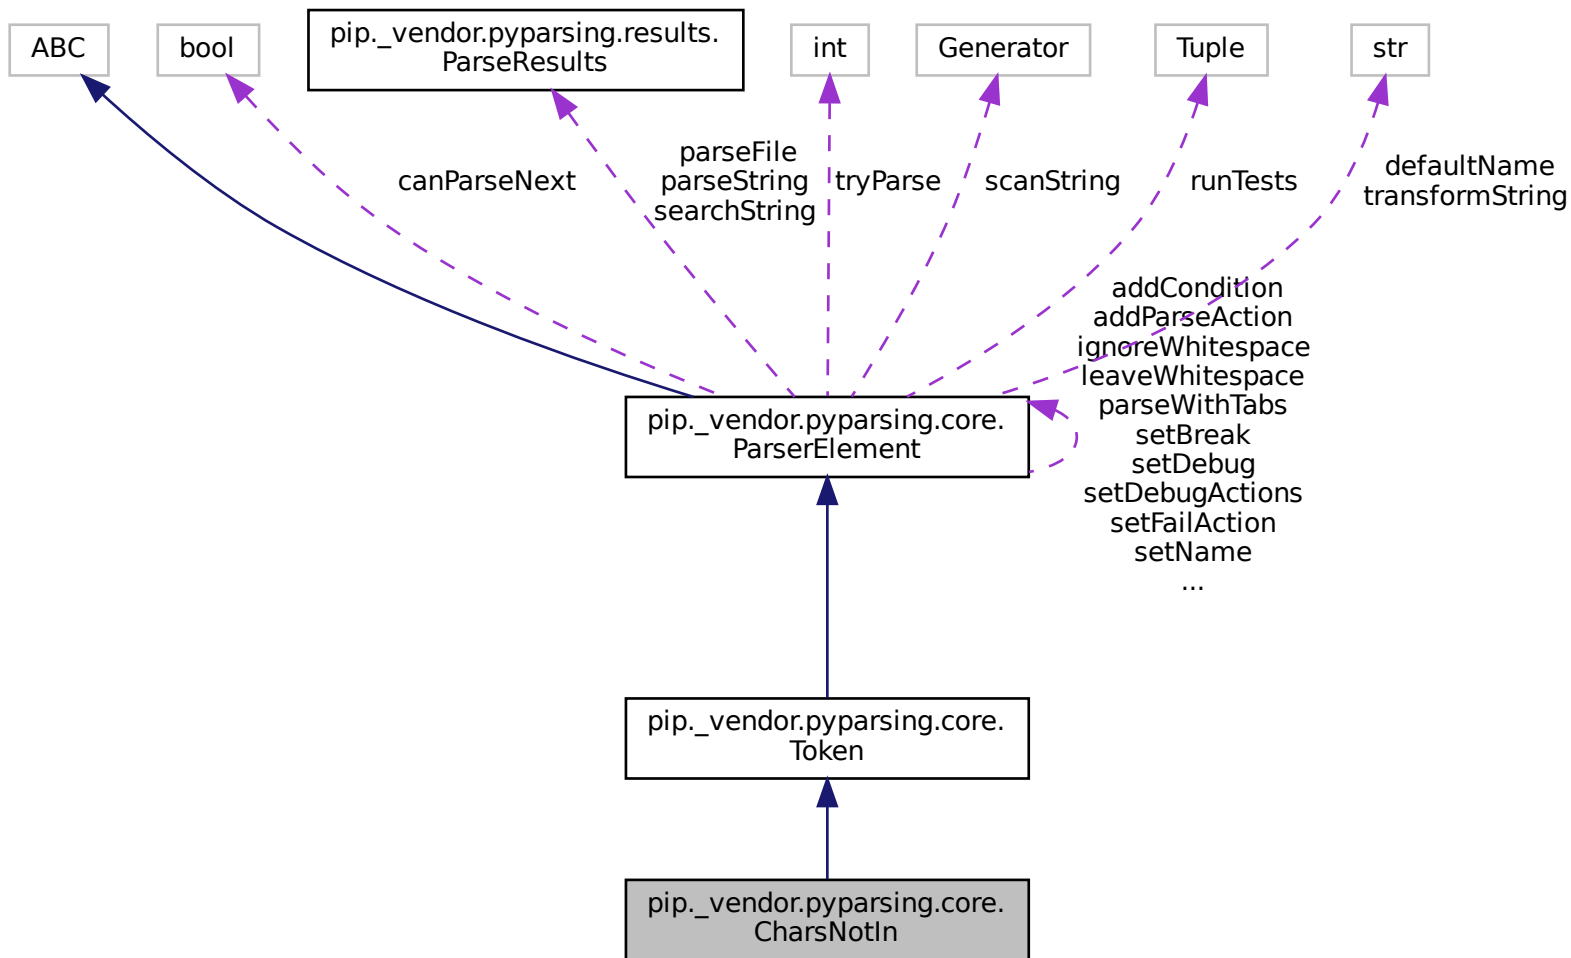 ABC
bool
pip._vendor.pyparsing.results.
ParseResults
int
Generator
Tuple
str
canParseNext
parseFile
parseString
searchString
tryParse
scanString
runTests
defaultName
transformString
addCondition
addParseAction
ignoreWhitespace
leaveWhitespace
parseWithTabs
setBreak
setDebug
setDebugActions
setFailAction
setName
...
pip._vendor.pyparsing.core.
ParserElement
pip._vendor.pyparsing.core.
Token
pip._vendor.pyparsing.core.
CharsNotIn